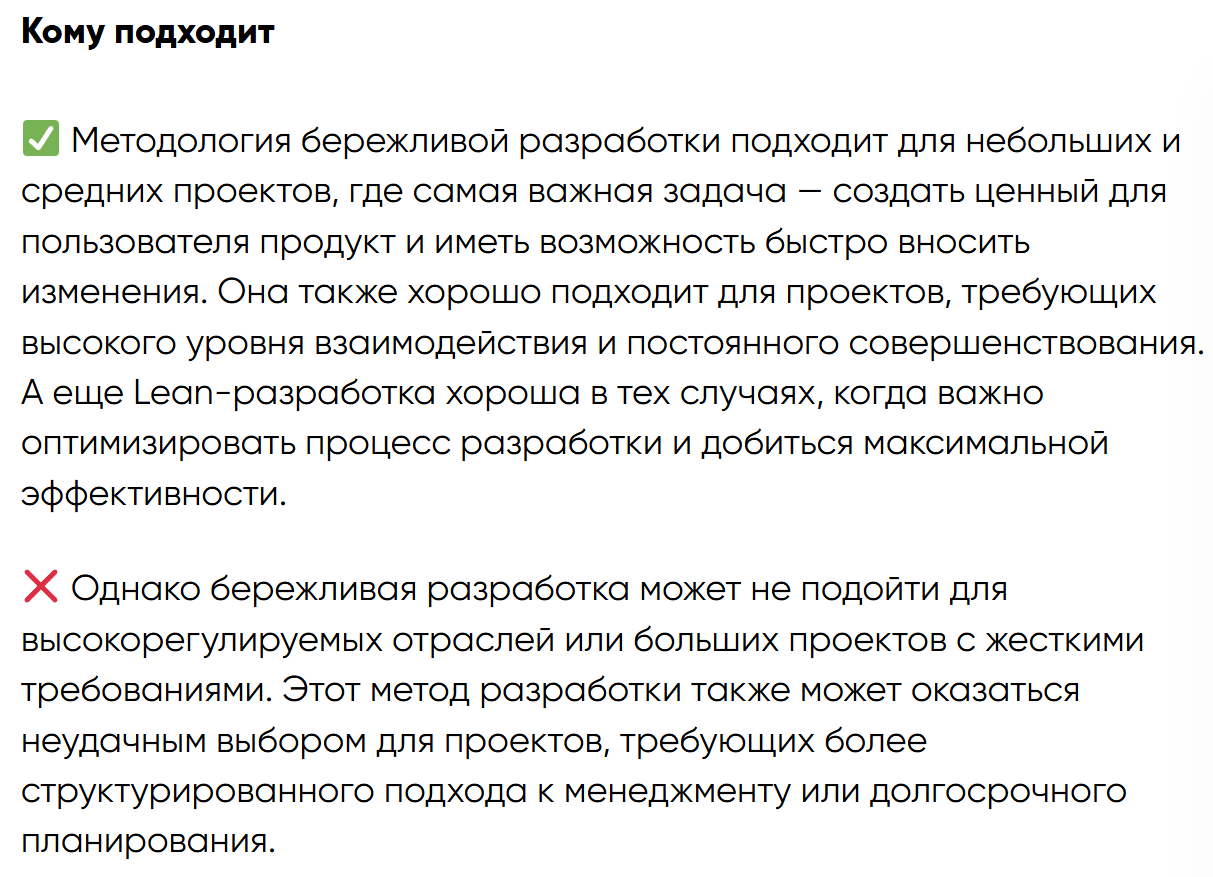 Кому подходит
✅ Методология бережливой разработки подходит для небольших и
средних проектов, где самая важная задача — создать ценный для
пользователя продукт и иметь возможность быстро вносить
изменения. Она также хорошо подходит для проектов, требующих
высокого уровня взаимодействия и постоянного совершенствования.
А еще Lean-разработка хороша в тех случаях, когда важно
оптимизировать процесс разработки и добиться максимальной
эффективности.
❌ Однако бережливая разработка может не подойти для
высокорегулируемых отраслей или больших проектов с жесткими
требованиями. Этот метод разработки также может оказаться
неудачным выбором для проектов, требующих более
структурированного подхода к менеджменту или долгосрочного
планирования.